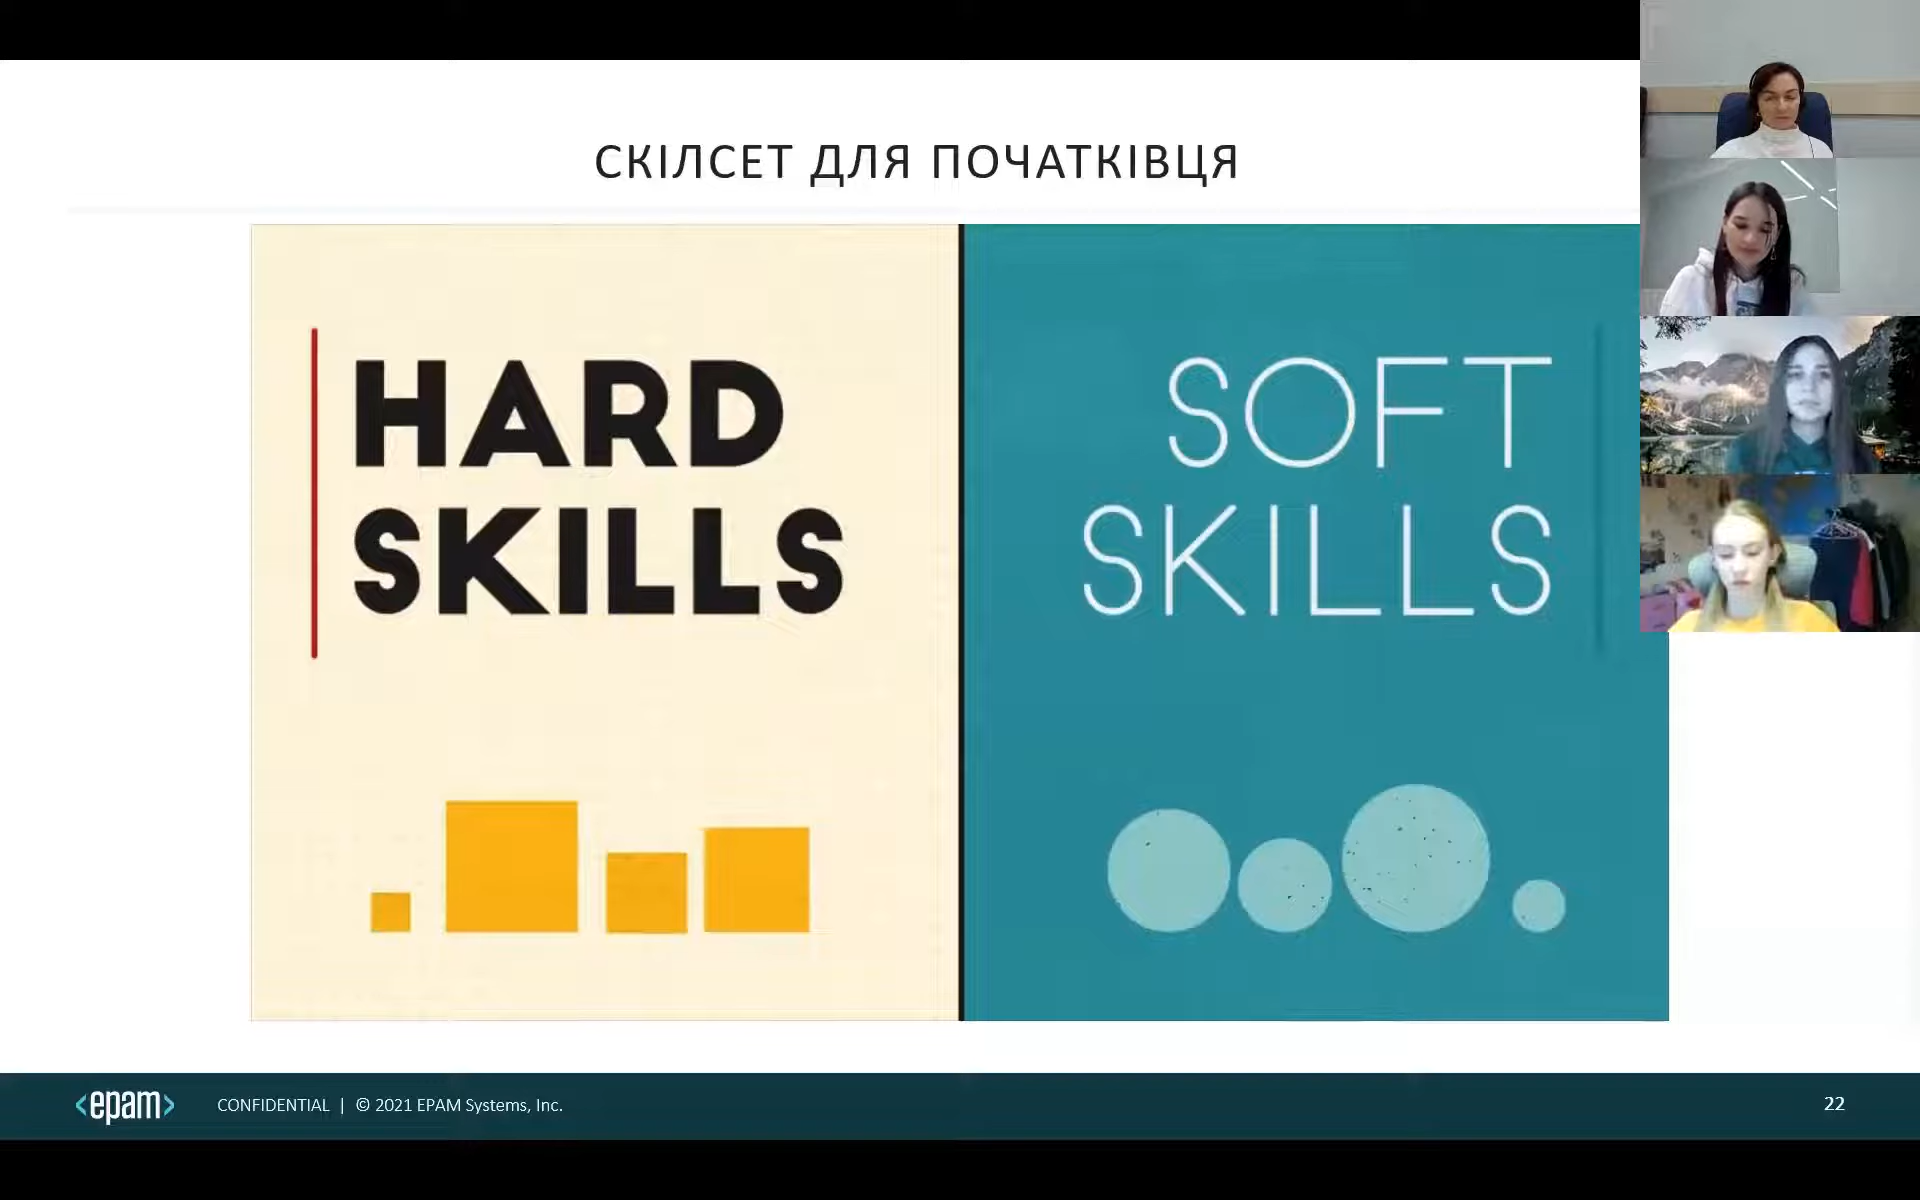 СКІЛСЕТ ДЛЯ ПОЧАТКІВЦЯ
HARD
SKILLS
SOFT
SKILLS
<epam> CONFIDENTIAL | © 2021 EPAM Systems, Inc.
22